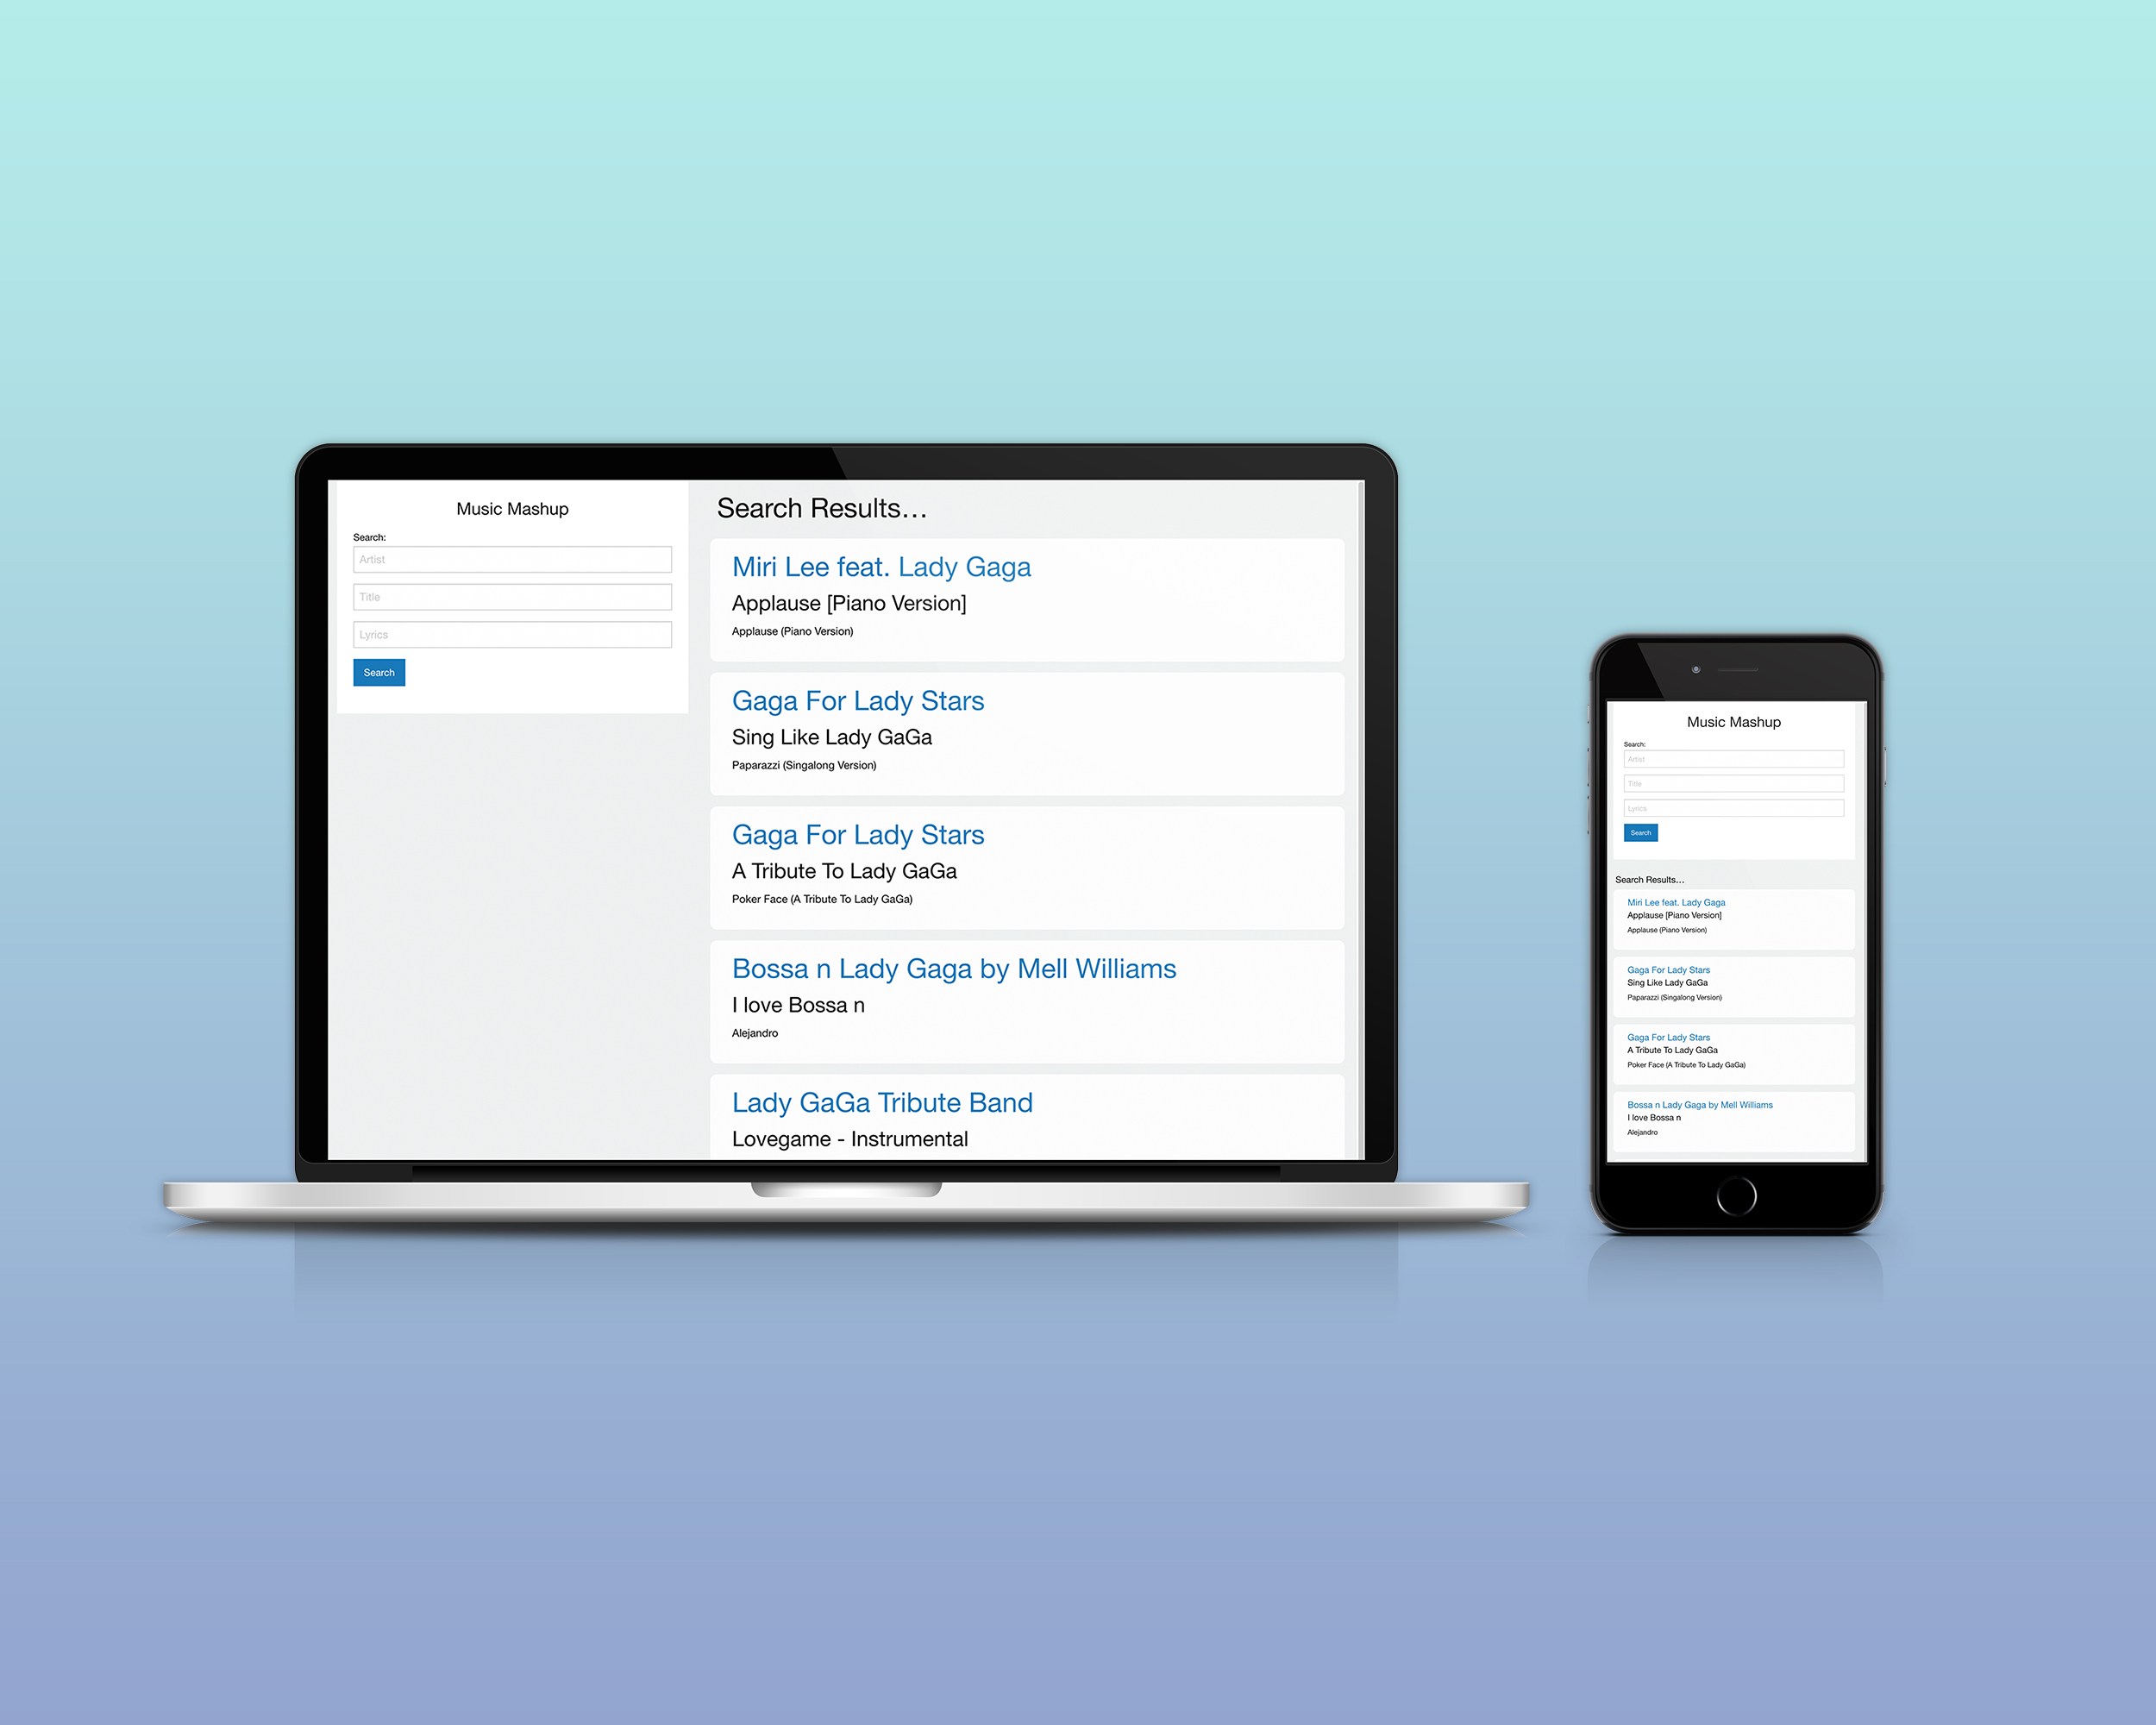 Music Mashup
Search:
Artist
Title
Lyrics
Search
Search Results...
Miri Lee feat. Lady Gaga
Applause [Piano Version]
Applause (Piano Version)
Gaga For Lady Stars
Sing Like Lady GaGa
Paparazzi (Singalong Version)
Gaga For Lady Stars
A Tribute To Lady GaGa
Poker Face (A Tribute To Lady GaGa)
Bossa n Lady Gaga by Mell Williams
I love Bossa n
Alejandro
Lady GaGa Tribute Band
Lovegame - Instrumental
Music Mashup
Search:
Artist
Title
Lyrics
Search
Search Results...
Miri Lee feat. Lady Gaga
Applause [Piano Version]
Applause (Piano Version)
Gaga For Lady Stars
Sing Like Lady GaGa
Paparazzi (Singalong Version)
Gaga For Lady Stars
A Tribute To Lady GaGa
Poker Face (A Tribute To Lady GaGa)
Bossa n Lady Gaga by Mell Williams
I love Bossa n
Alejandro